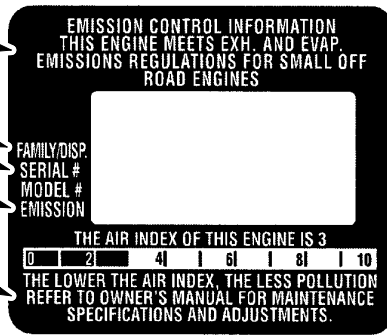 EMISSION CONTROL INFORMATION
THIS ENGINE MEETS EXH. AND EVAP.
EMISSIONS REGULATIONS FOR SMALL OFF
ROAD ENGINES
FAMILY/DISP.
SERIAL #
MODEL #
EMISSION
THE AIR INDEX OF THIS ENGINE IS 3
0 2 4 6 8 10
THE LOWER THE AIR INDEX, THE LESS POLLUTION
REFER TO OWNER'S MANUAL FOR MAINTENANCE
SPECIFICATIONS AND ADJUSTMENTS.